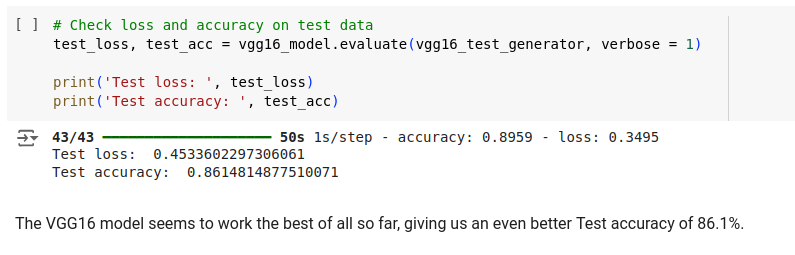 [ ] # Check loss and accuracy on test data
test_loss, test_acc = vgg16_model.evaluate(vgg16_test_generator, verbose = 1)
print('Test loss: ', test_loss)
print('Test accuracy: ', test_acc)
43/43 ━━━━━━━━━━━━━━━━━━━━ 50s 1s/step - accuracy: 0.8959 - loss: 0.3495
Test loss:  0.4533602297306061
Test accuracy:  0.8614814877510071
The VGG16 model seems to work the best of all so far, giving us an even better Test accuracy of 86.1%.